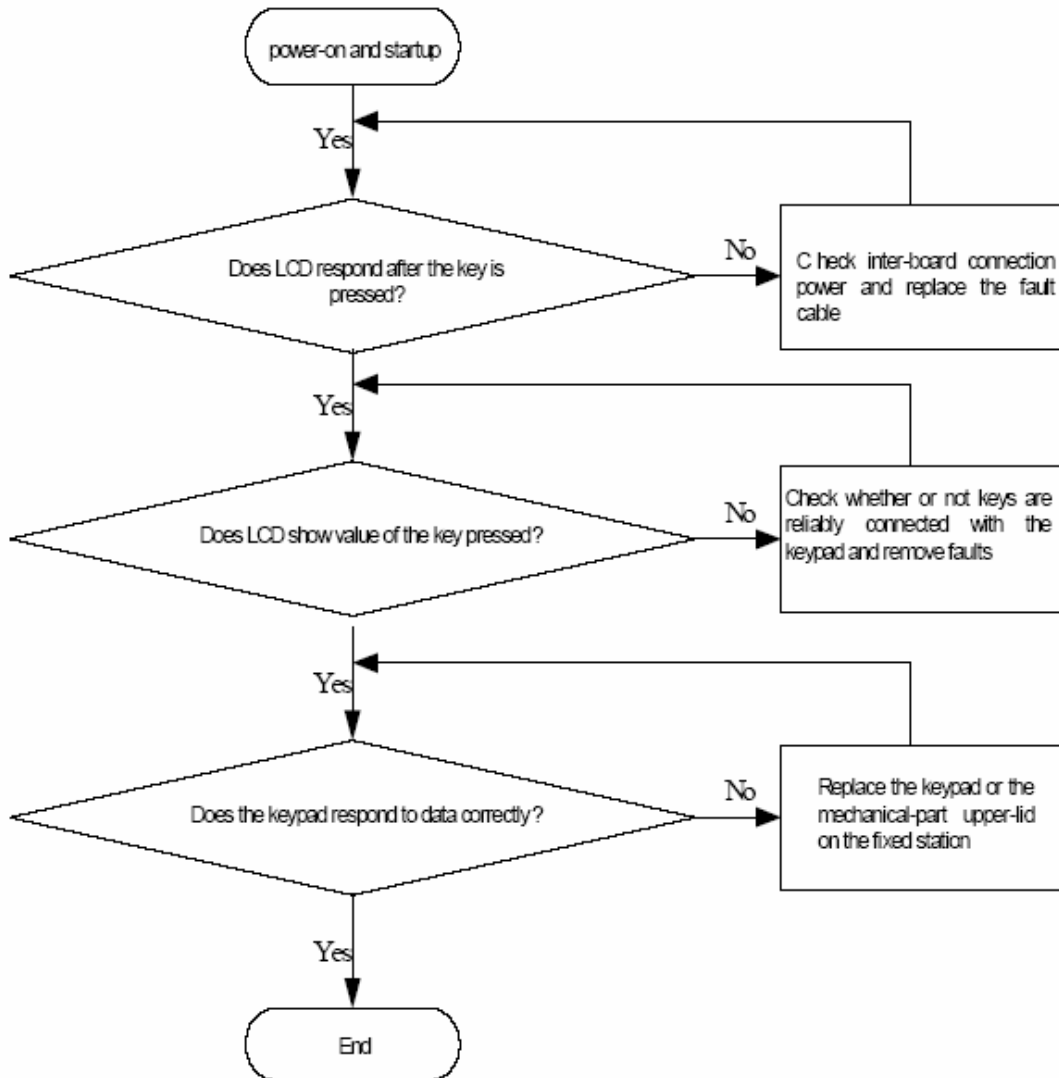 power-on and startup
Yes
Does LCD respond after the key is
pressed?
No
C heck inter-board connection
power and replace the fault
cable
Yes
Does LCD show value of the key pressed?
No
Check whether or not keys are
reliably connected with the
keypad and remove faults
Yes
Does the keypad respond to data correctly?
No
Replace the keypad or the
mechanical-part upper-lid
on the fixed station
Yes
End